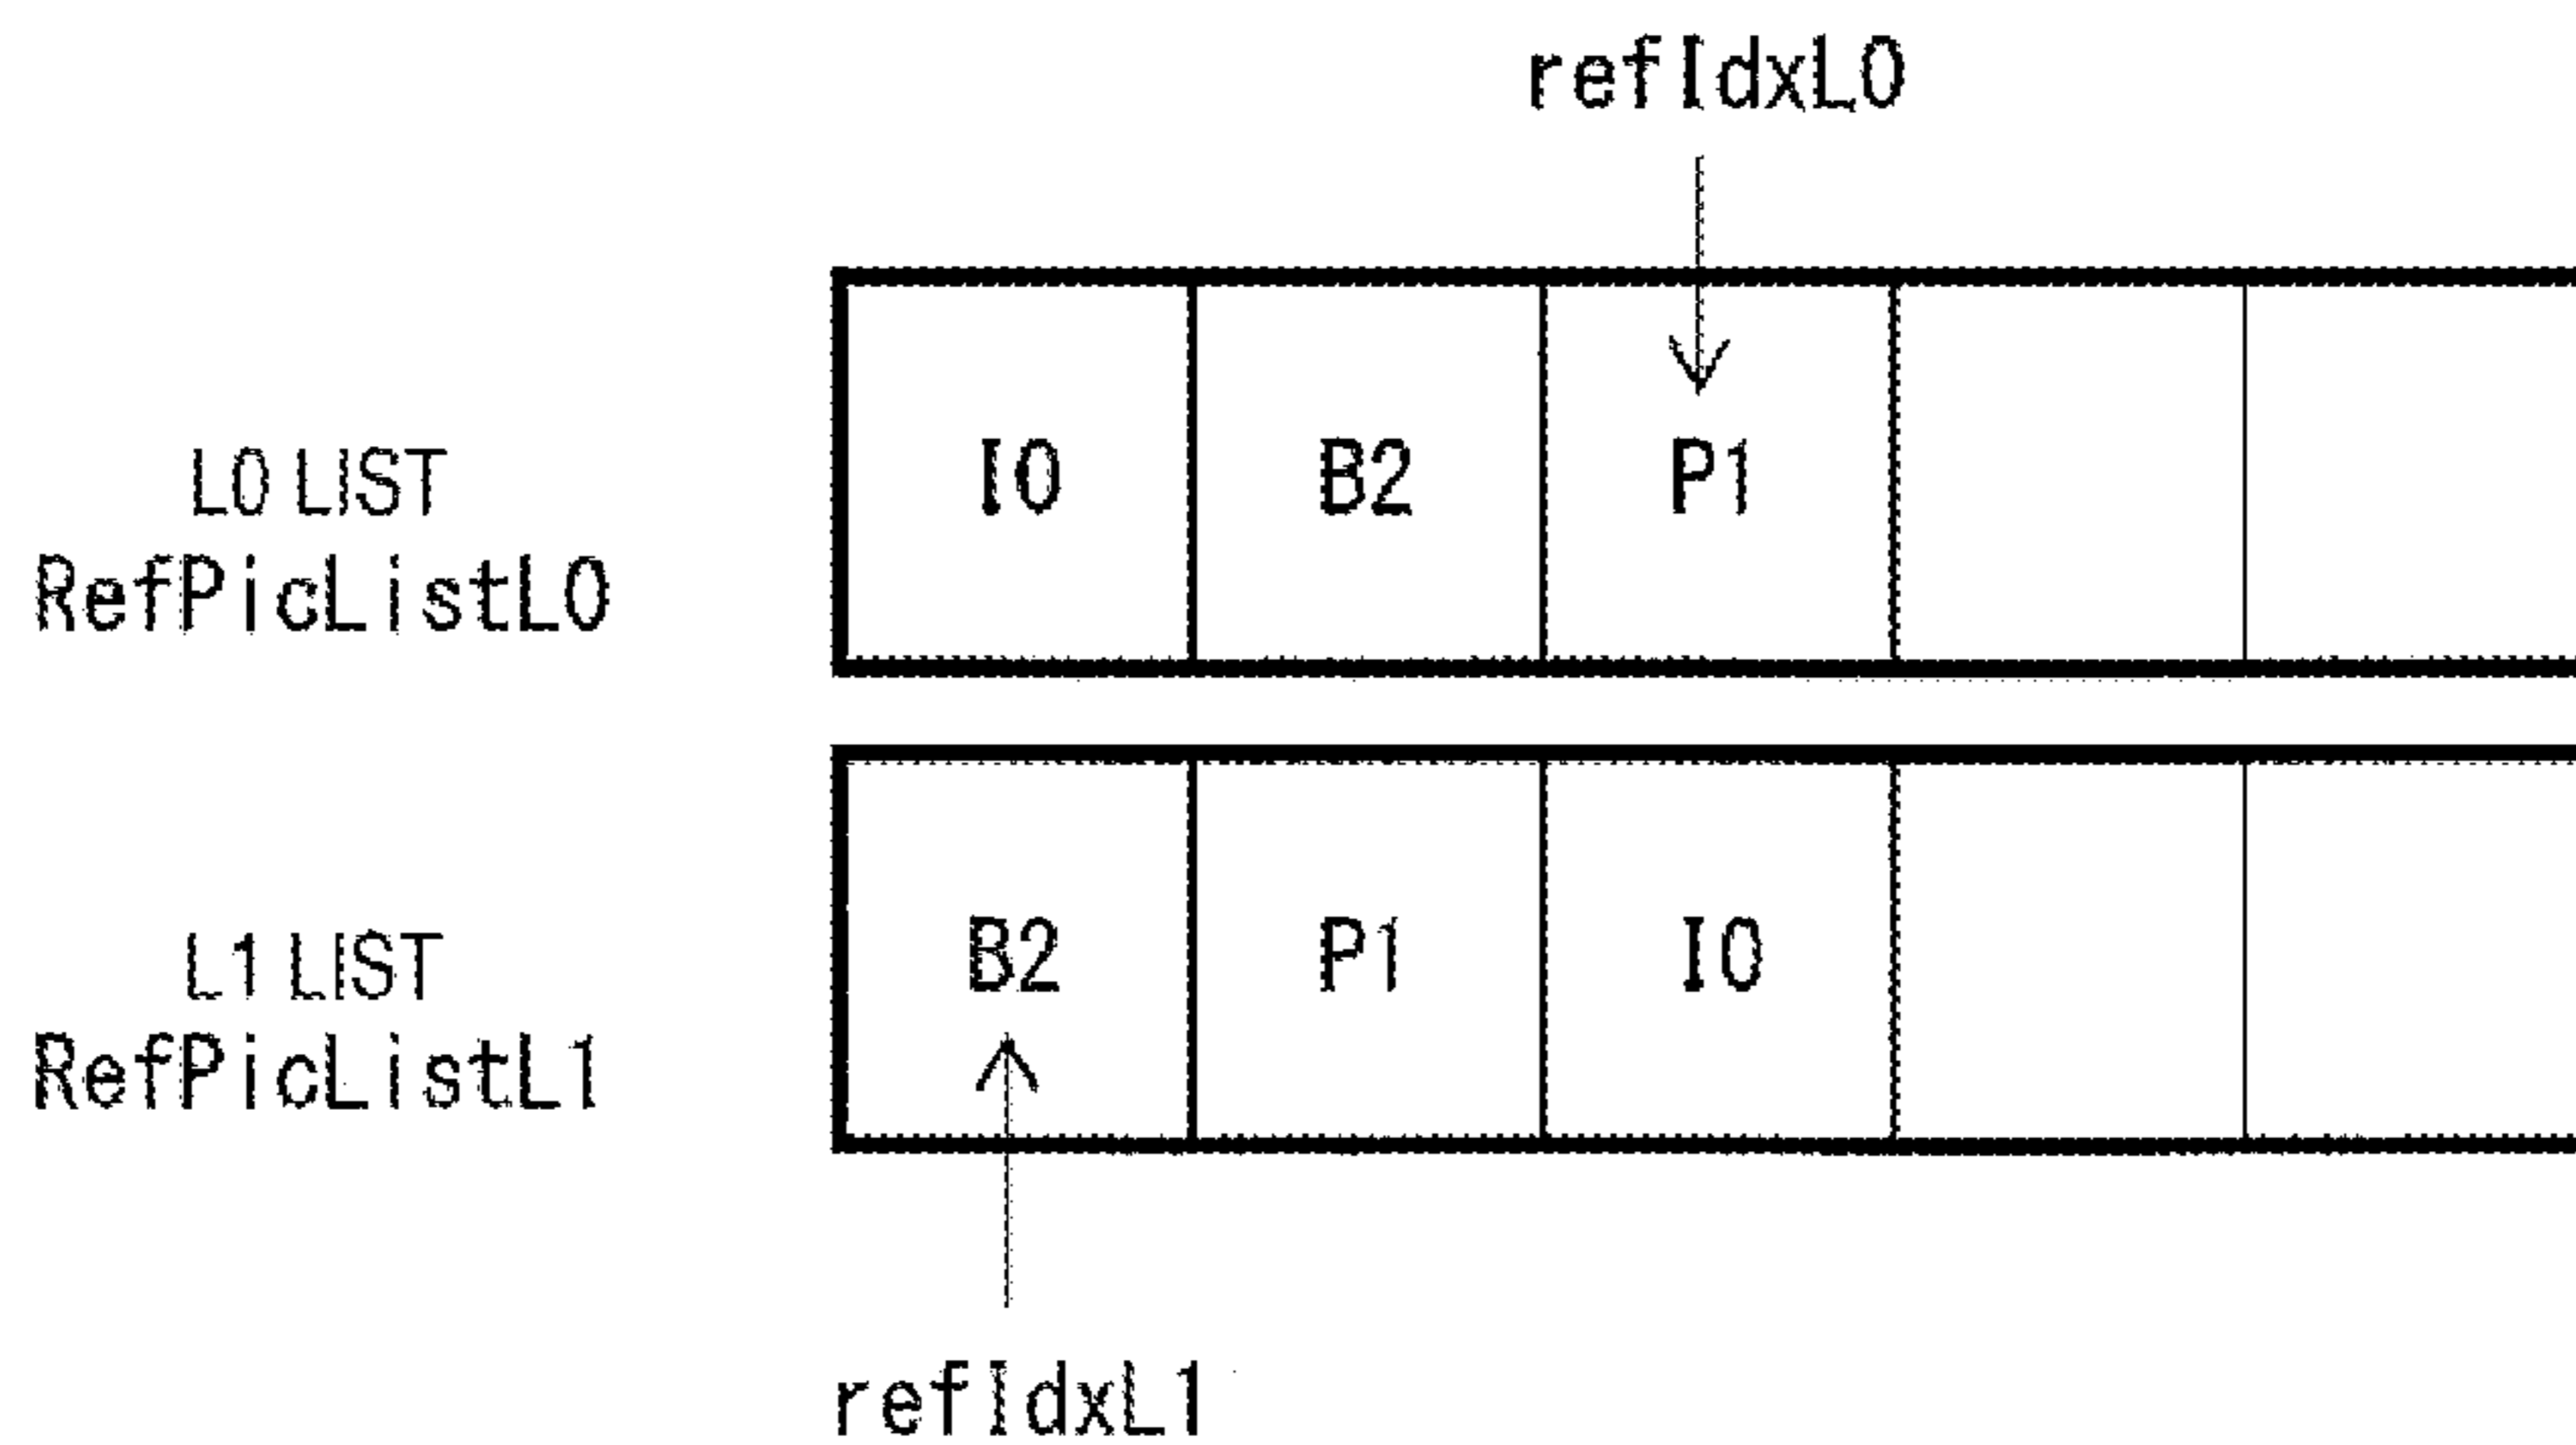 refIdxL0
L0 LIST
RefPicListL0
I0 B2 P1
L1 LIST
RefPicListL1
B2 P1 I0
refIdxL1